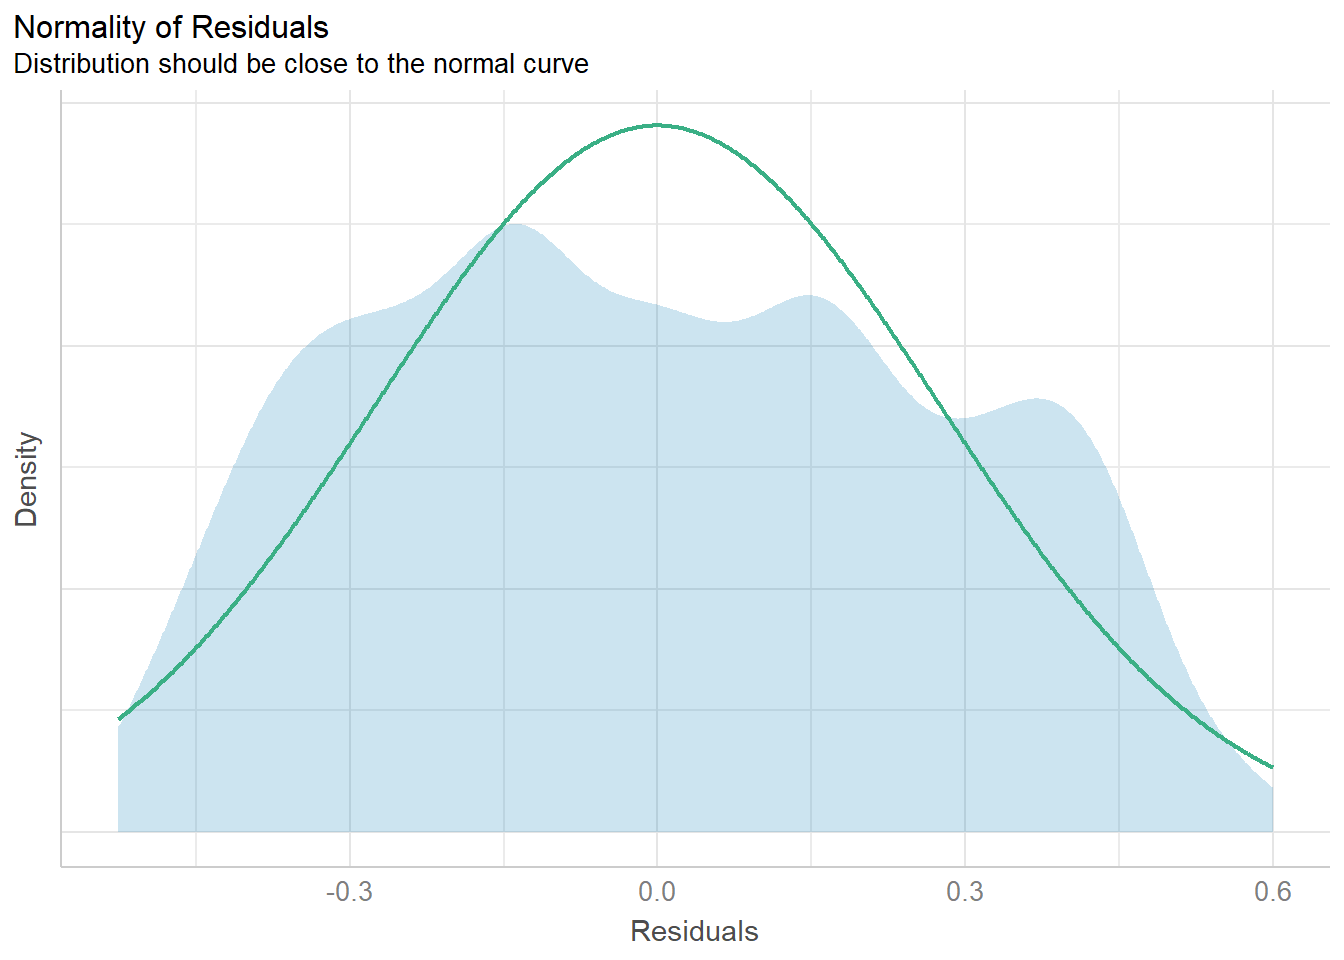 Normality of Residuals
Distribution should be close to the normal curve
Density
-0.3 0.0 0.3 0.6
Residuals